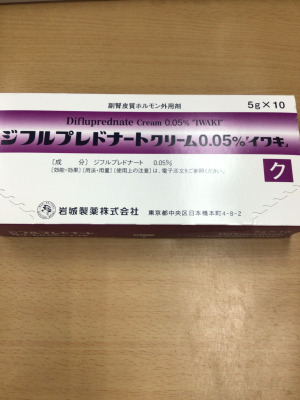 副腎皮質ホルモン外用剤
5g×10
Difluprednate Cream 0.05% "IWAKI"
ジフルプレドナートクリーム0.05%「イワキ」
〔成 分〕 ジフルプレドナート 0.05%
〔効能・効果〕〔用法・用量〕〔使用上の注意〕は、電子添文をご参照ください。
ク
岩城製薬株式会社 東京都中央区日本橋本町4-8-2